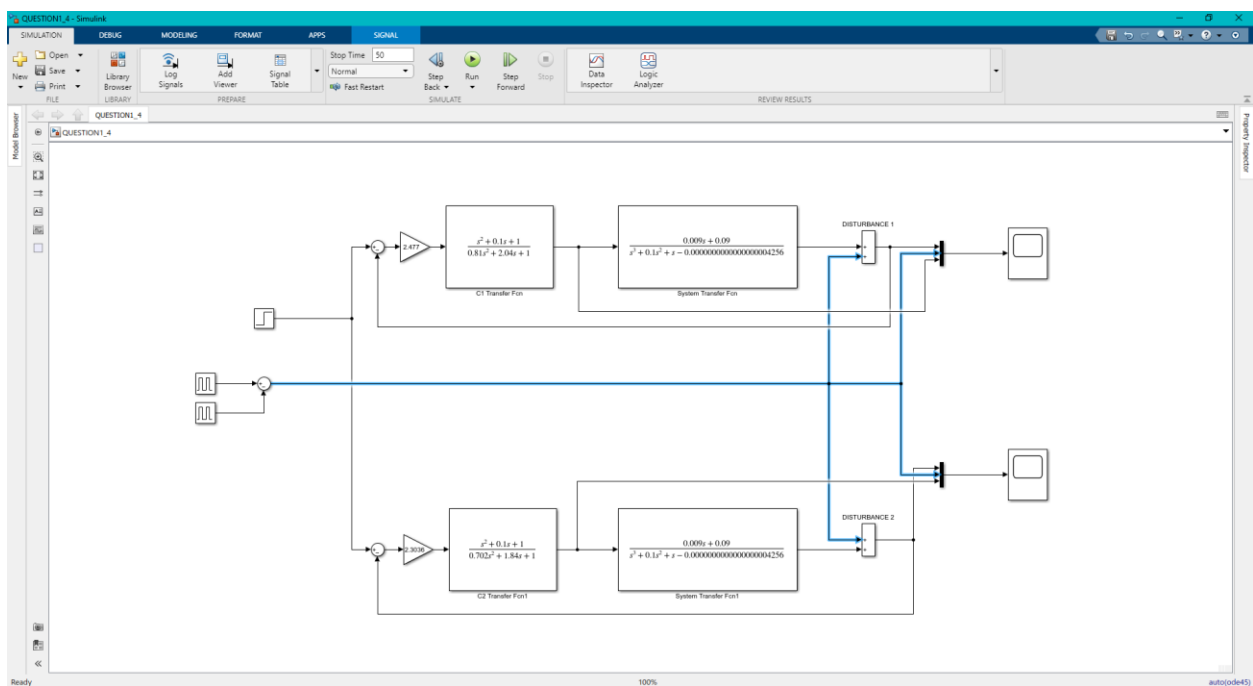 QUESTION1_4 - Simulink
SIMULATION DEBUG MODELING FORMAT APPS SIGNAL
New
Open
Save
Print
FILE
Library Browser
LIBRARY
Log Signals
Add Viewer
Signal Table
PREPARE
Stop Time 50
Normal
Fast Restart
Step Back
Run
Step Forward
Stop
SIMULATE
Data Inspector
Logic Analyzer
REVIEW RESULTS
Model Browser
QUESTION1_4
QUESTION1_4
Property Inspector
2.477
s² + 0.1s + 1
0.81s² + 2.04s + 1
C1 Transfer Fcn
0.009s + 0.09
s³ + 0.1s² + s − 0.0000000000000000004256
System Transfer Fcn
DISTURBANCE 1
2.3036
s² + 0.1s + 1
0.702s² + 1.84s + 1
C2 Transfer Fcn1
0.009s + 0.09
s³ + 0.1s² + s − 0.0000000000000000004256
System Transfer Fcn1
DISTURBANCE 2
Ready
100%
auto(ode45)